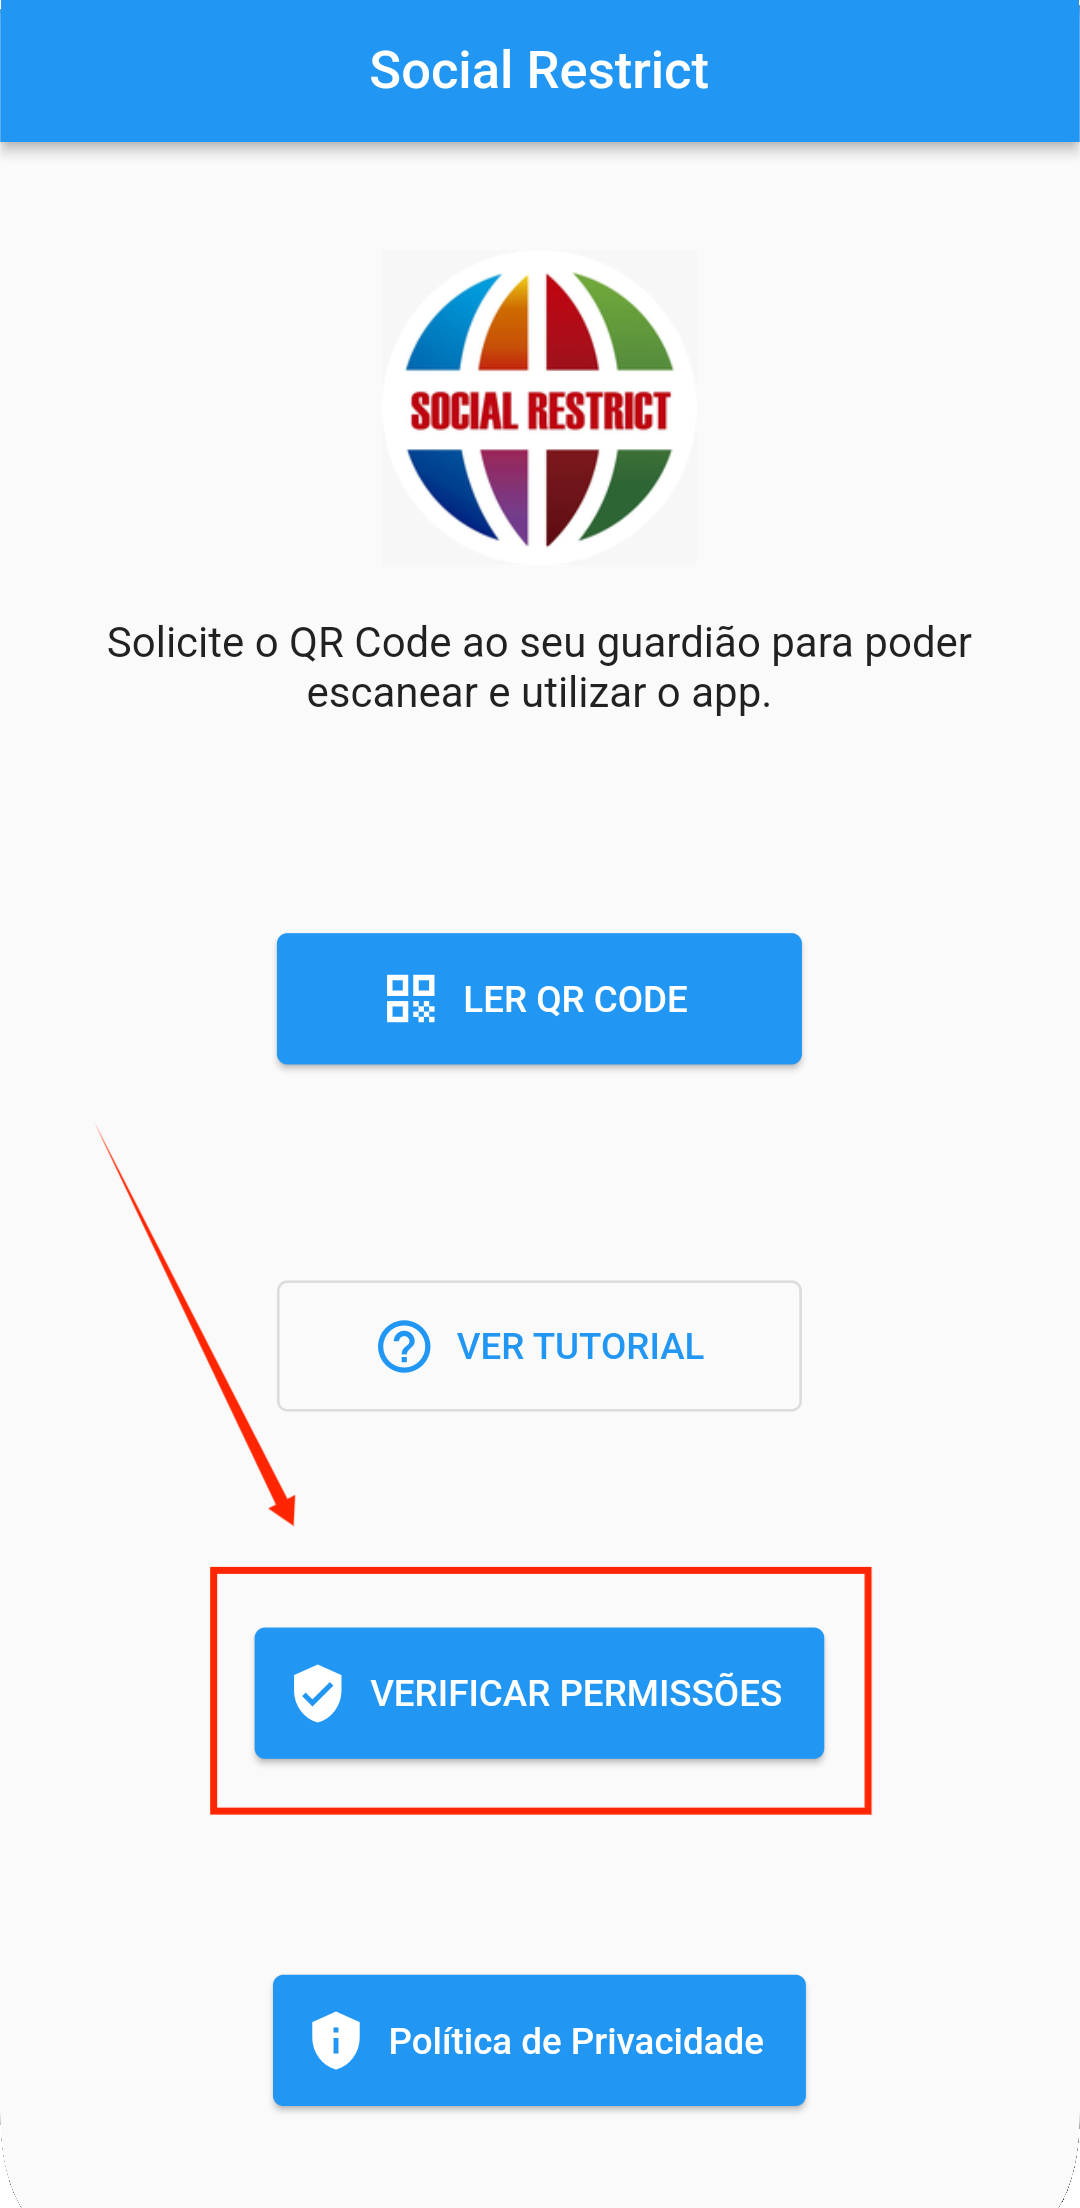 Social Restrict
SOCIAL RESTRICT
Solicite o QR Code ao seu guardião para poder
escanear e utilizar o app.
LER QR CODE
VER TUTORIAL
VERIFICAR PERMISSÕES
Política de Privacidade